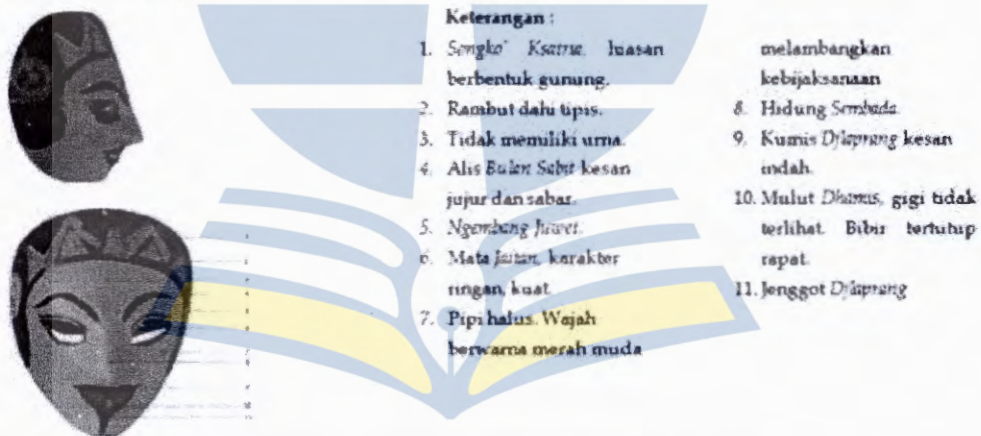 Keterangan :
1. Songko' Ksatria, hiasan
berbentuk gunung.
2. Rambut dahi tipis.
3. Tidak memiliki urna.
4. Alis Bulan Sabit kesan
jujur dan sabar.
5. Ngembang Juwet.
6. Mata Jaitan, karakter
ringan, kuat
7. Pipi halus. Wajah
berwarna merah muda
melambangkan
kebijaksanaan
8. Hidung Sembada.
9. Kumis Djlaprang kesan
indah.
10. Mulut Dhamis, gigi tidak
terlihat. Bibir tertutup
rapat.
11. Jenggot Djlaprang